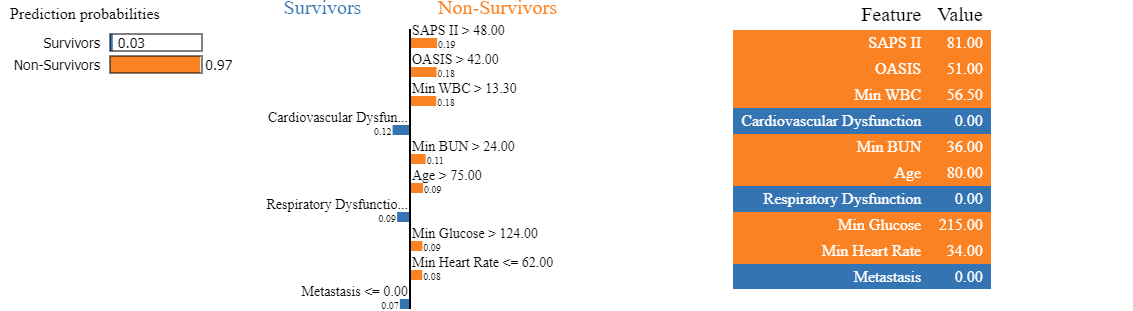 Prediction probabilities
Survivors 0.03
Non-Survivors 0.97
Survivors Non-Survivors
SAPS II > 48.00
0.19
OASIS > 42.00
0.18
Min WBC > 13.30
0.18
Cardiovascular Dysfun...
0.12
Min BUN > 24.00
0.11
Age > 75.00
0.09
Respiratory Dysfunctio...
0.09
Min Glucose > 124.00
0.09
Min Heart Rate <= 62.00
0.08
Metastasis <= 0.00
0.07
Feature Value
SAPS II 81.00
OASIS 51.00
Min WBC 56.50
Cardiovascular Dysfunction 0.00
Min BUN 36.00
Age 80.00
Respiratory Dysfunction 0.00
Min Glucose 215.00
Min Heart Rate 34.00
Metastasis 0.00